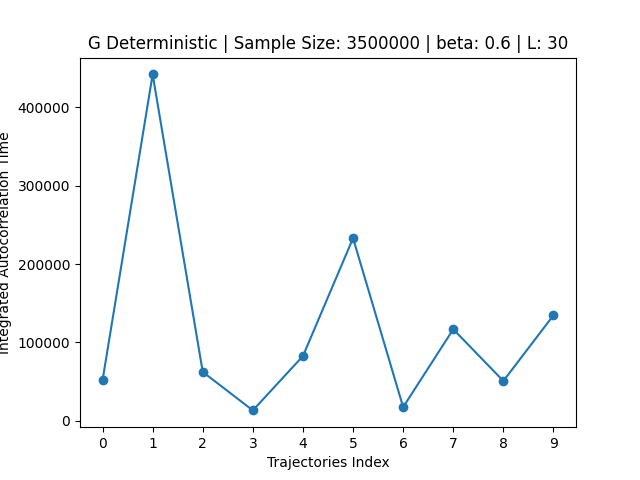 G Deterministic | Sample Size: 3500000 | beta: 0.6 | L: 30
Integrated Autocorrelation Time
400000
300000
200000
100000
0
0 1 2 3 4 5 6 7 8 9
Trajectories Index